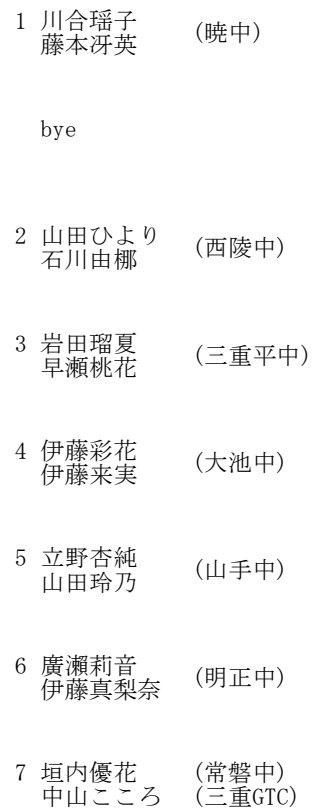 1 川合瑶子 (暁中)
藤本冴英
bye
2 山田ひより (西陵中)
石川由梛
3 岩田瑠夏 (三重平中)
早瀬桃花
4 伊藤彩花 (大池中)
伊藤来実
5 立野杏純 (山手中)
山田玲乃
6 廣瀬莉音 (明正中)
伊藤真梨奈
7 垣内優花 (常磐中)
中山こころ (三重GTC)